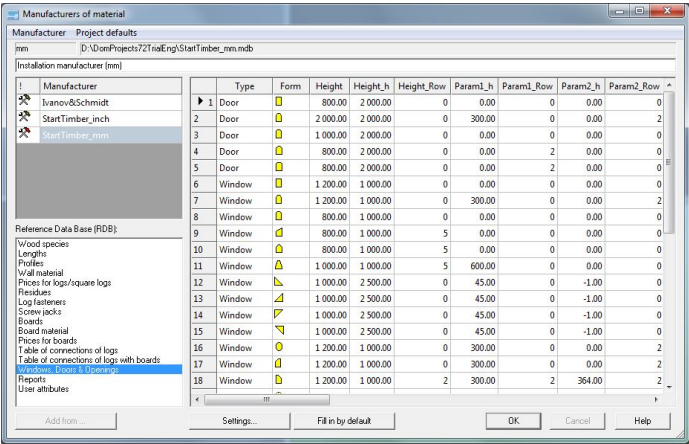 Manufacturers of material
Manufacturer Project defaults
mm D:\DomProjects72TrialEng\StartTimber_mm.mdb
Installation manufacturer (mm)
! Manufacturer
Ivanov&Schmidt
StartTimber_inch
StartTimber_mm
Reference Data Base (RDB):
Wood species
Lengths
Profiles
Wall material
Prices for logs/square logs
Residues
Log fasteners
Screw jacks
Boards
Board material
Prices for boards
Table of connections of logs
Table of connections of logs with boards
Windows, Doors & Openings
Reports
User attributes
Type Form Height Height_h Height_Row Param1_h Param1_Row Param2_h Param2_Row
1 Door 800.00 2 000.00 0 0.00 0 0.00 0
2 Door 2 000.00 2 000.00 0 300.00 0 0.00 2
3 Door 1 000.00 2 000.00 0 0.00 0 0.00 0
4 Door 800.00 2 000.00 0 0.00 2 0.00 0
5 Door 800.00 2 000.00 0 0.00 2 0.00 0
6 Window 1 200.00 1 000.00 0 0.00 0 0.00 0
7 Window 1 200.00 1 000.00 0 300.00 0 0.00 2
8 Window 800.00 1 000.00 0 0.00 0 0.00 0
9 Window 800.00 1 000.00 5 0.00 0 0.00 0
10 Window 800.00 1 000.00 5 0.00 0 0.00 0
11 Window 1 000.00 1 000.00 5 600.00 0 0.00 0
12 Window 1 000.00 2 500.00 0 45.00 0 -1.00 0
13 Window 1 000.00 2 500.00 0 45.00 0 -1.00 0
14 Window 1 000.00 2 500.00 0 45.00 0 -1.00 0
15 Window 1 000.00 2 500.00 0 45.00 0 -1.00 0
16 Window 1 200.00 1 000.00 0 300.00 0 0.00 2
17 Window 1 200.00 1 000.00 0 300.00 0 0.00 2
18 Window 1 200.00 1 000.00 2 300.00 2 364.00 2
Add from ... Settings... Fill in by default OK Cancel Help